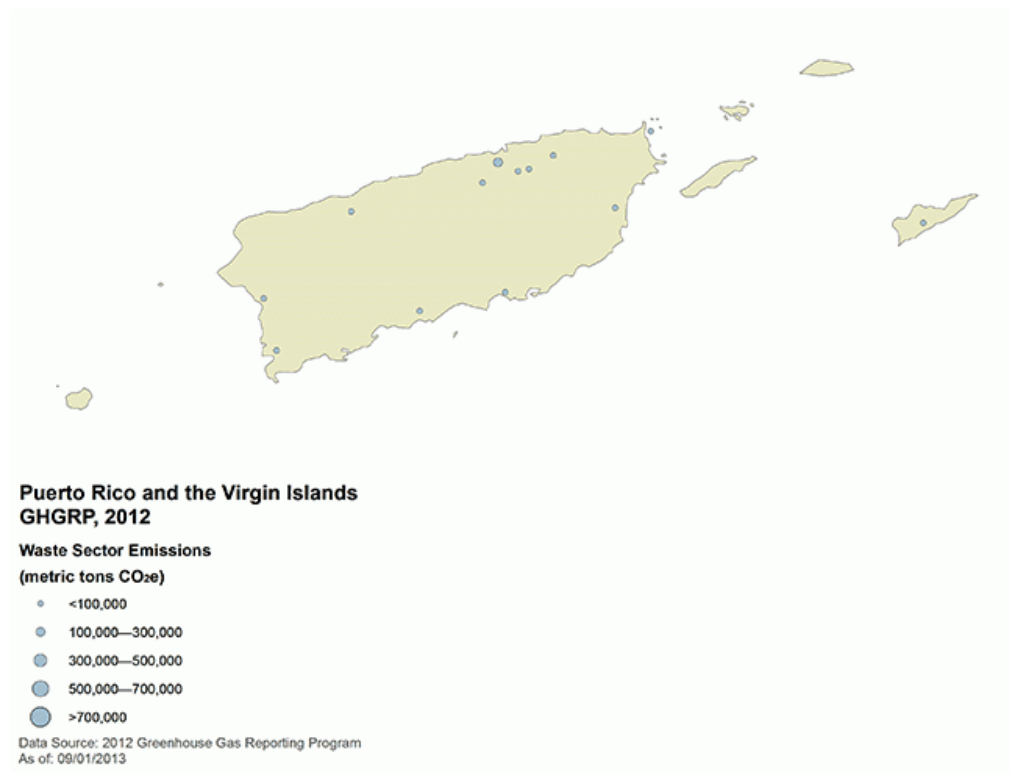 Puerto Rico and the Virgin Islands
GHGRP, 2012
Waste Sector Emissions
(metric tons CO₂e)
<100,000
100,000—300,000
300,000—500,000
500,000—700,000
>700,000
Data Source: 2012 Greenhouse Gas Reporting Program
As of: 09/01/2013